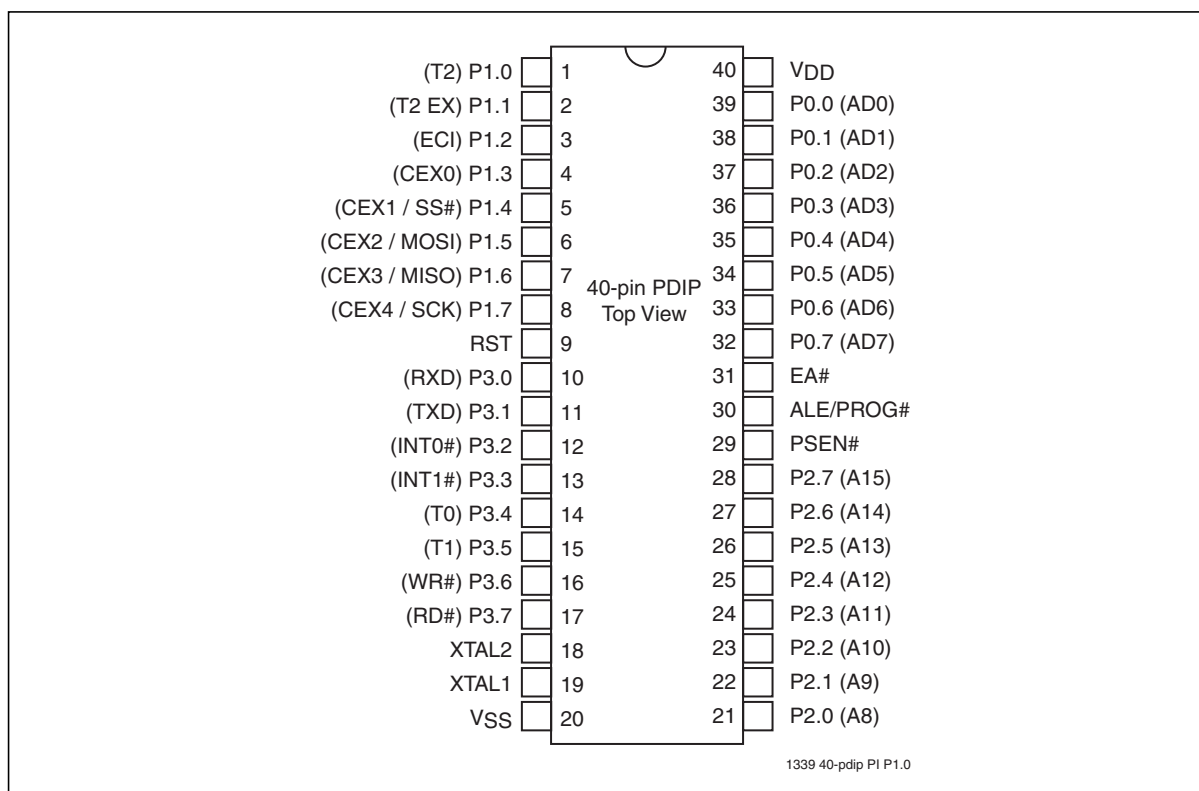 (T2) P1.0 1 40 VDD
(T2 EX) P1.1 2 39 P0.0 (AD0)
(ECI) P1.2 3 38 P0.1 (AD1)
(CEX0) P1.3 4 37 P0.2 (AD2)
(CEX1 / SS#) P1.4 5 36 P0.3 (AD3)
(CEX2 / MOSI) P1.5 6 35 P0.4 (AD4)
(CEX3 / MISO) P1.6 7 34 P0.5 (AD5)
40-pin PDIP
(CEX4 / SCK) P1.7 8 Top View 33 P0.6 (AD6)
RST 9 32 P0.7 (AD7)
(RXD) P3.0 10 31 EA#
(TXD) P3.1 11 30 ALE/PROG#
(INT0#) P3.2 12 29 PSEN#
(INT1#) P3.3 13 28 P2.7 (A15)
(T0) P3.4 14 27 P2.6 (A14)
(T1) P3.5 15 26 P2.5 (A13)
(WR#) P3.6 16 25 P2.4 (A12)
(RD#) P3.7 17 24 P2.3 (A11)
XTAL2 18 23 P2.2 (A10)
XTAL1 19 22 P2.1 (A9)
VSS 20 21 P2.0 (A8)
1339 40-pdip PI P1.0